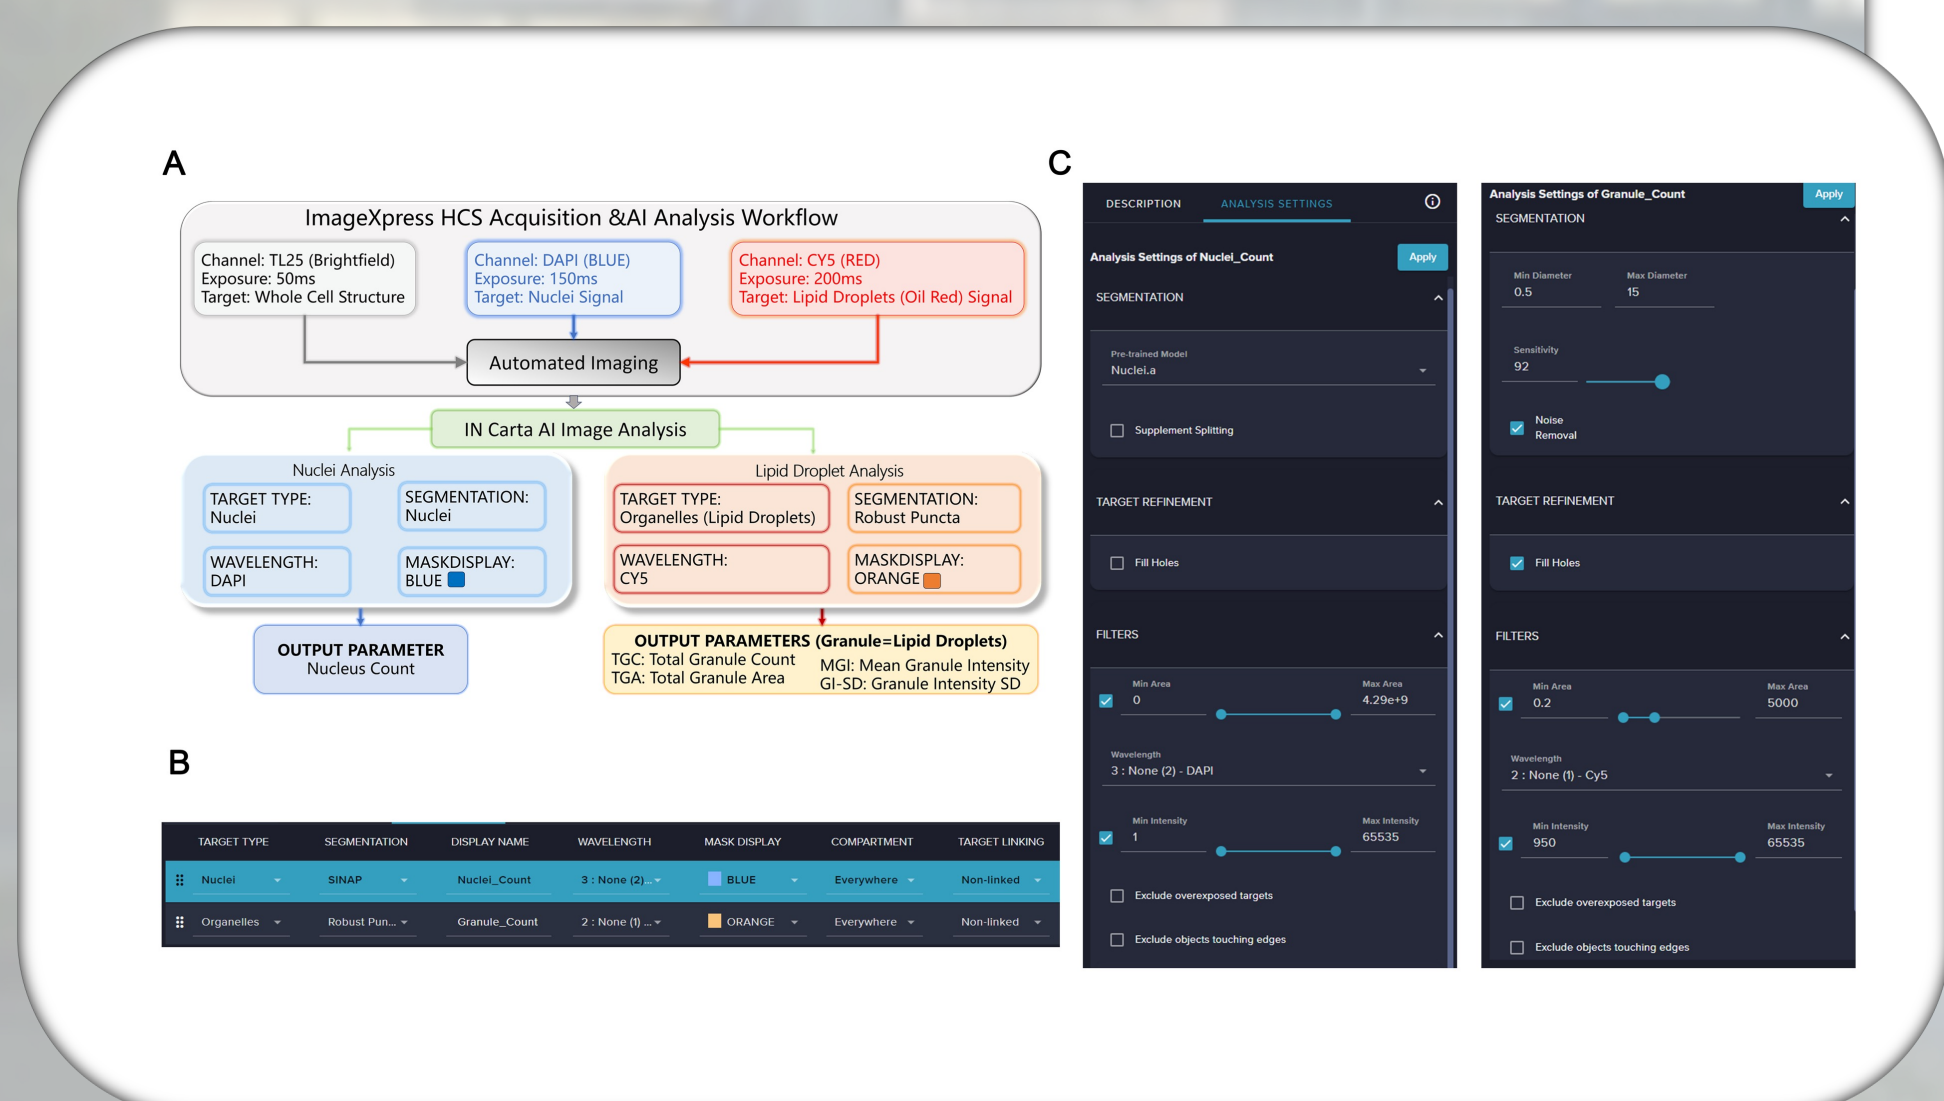 A
ImageXpress HCS Acquisition &AI Analysis Workflow
Channel: TL25 (Brightfield)
Exposure: 50ms
Target: Whole Cell Structure
Channel: DAPI (BLUE)
Exposure: 150ms
Target: Nuclei Signal
Channel: CY5 (RED)
Exposure: 200ms
Target: Lipid Droplets (Oil Red) Signal
Automated Imaging
IN Carta AI Image Analysis
Nuclei Analysis
TARGET TYPE:
Nuclei
SEGMENTATION:
Nuclei
WAVELENGTH:
DAPI
MASKDISPLAY:
BLUE
Lipid Droplet Analysis
TARGET TYPE:
Organelles (Lipid Droplets)
SEGMENTATION:
Robust Puncta
WAVELENGTH:
CY5
MASKDISPLAY:
ORANGE
OUTPUT PARAMETER
Nucleus Count
OUTPUT PARAMETERS (Granule=Lipid Droplets)
TGC: Total Granule Count
TGA: Total Granule Area
MGI: Mean Granule Intensity
GI-SD: Granule Intensity SD
B
TARGET TYPE SEGMENTATION DISPLAY NAME WAVELENGTH MASK DISPLAY COMPARTMENT TARGET LINKING
Nuclei SINAP Nuclei_Count 3 : None (2)... BLUE Everywhere Non-linked
Organelles Robust Pun... Granule_Count 2 : None (1) ... ORANGE Everywhere Non-linked
C
DESCRIPTION ANALYSIS SETTINGS
Analysis Settings of Nuclei_Count Apply
SEGMENTATION
Pre-trained Model
Nuclei.a
Supplement Splitting
TARGET REFINEMENT
Fill Holes
FILTERS
Min Area Max Area
0 4.29e+9
Wavelength
3 : None (2) - DAPI
Min Intensity Max Intensity
1 65535
Exclude overexposed targets
Exclude objects touching edges
Analysis Settings of Granule_Count Apply
SEGMENTATION
Min Diameter Max Diameter
0.5 15
Sensitivity
92
Noise
Removal
TARGET REFINEMENT
Fill Holes
FILTERS
Min Area Max Area
0.2 5000
Wavelength
2 : None (1) - Cy5
Min Intensity Max Intensity
950 65535
Exclude overexposed targets
Exclude objects touching edges